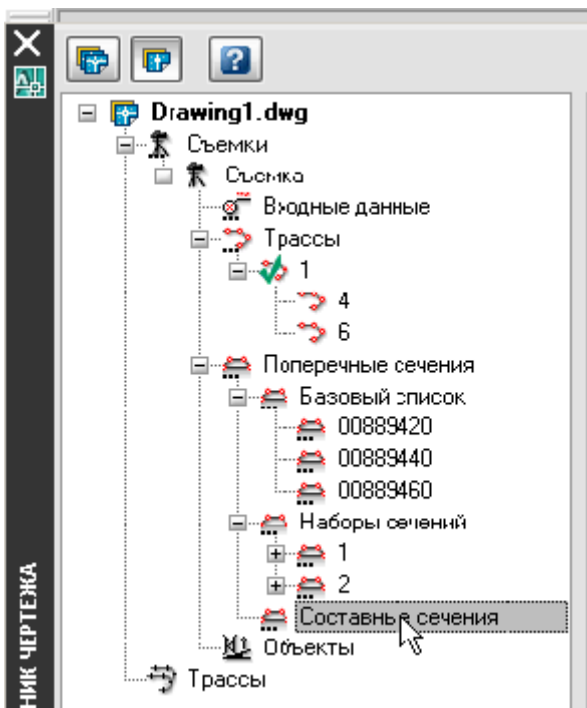 Drawing1.dwg
Съемки
Съемка
Входные данные
Трассы
1
4
6
Поперечные сечения
Базовый список
00889420
00889440
00889460
Наборы сечений
1
2
Составные сечения
Объекты
Трассы
НИК ЧЕРТЕЖА